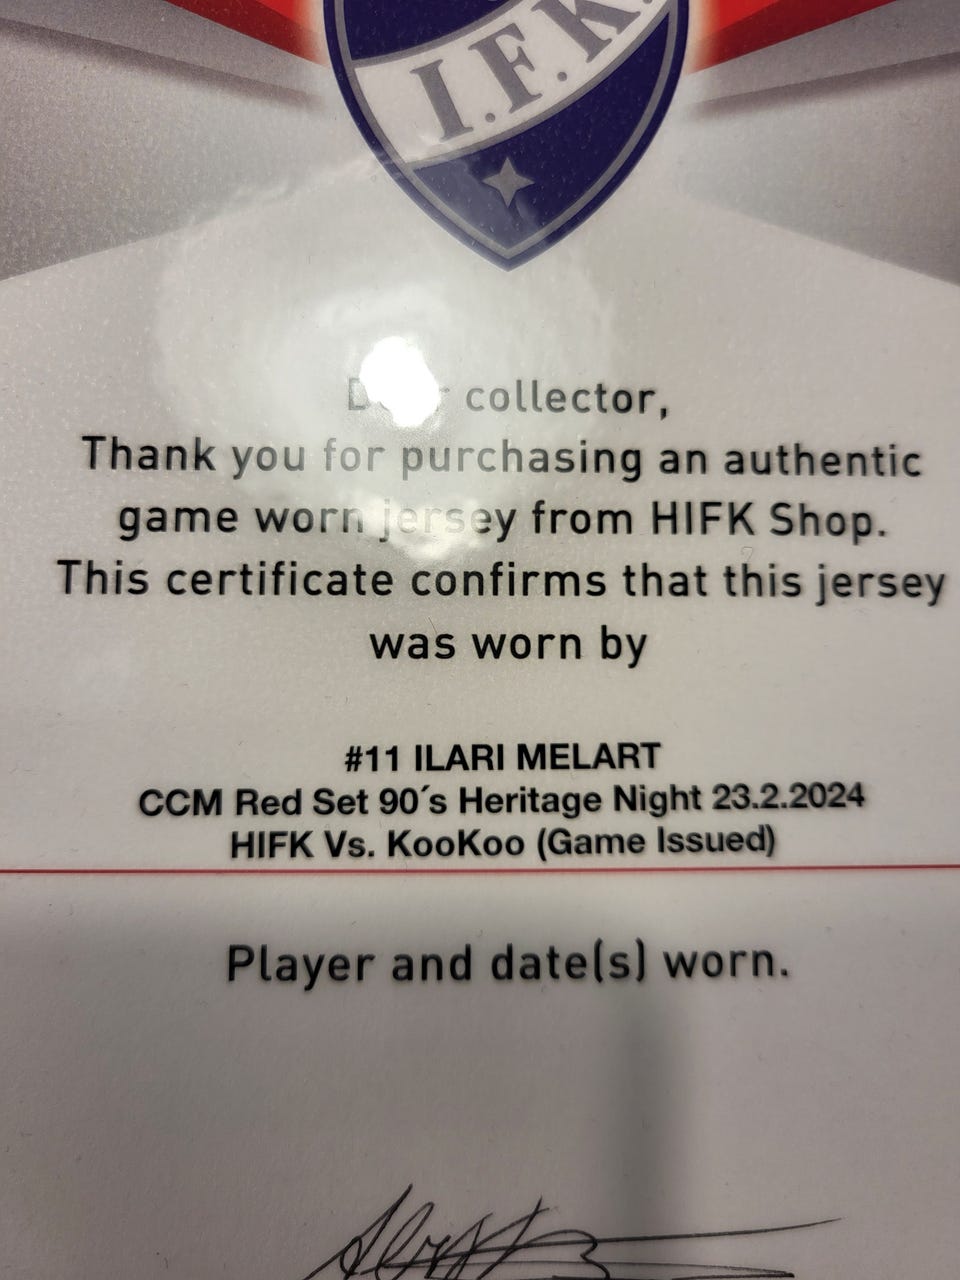 I.F.K.
collector,
Thank you for purchasing an authentic
game worn jersey from HIFK Shop.
This certificate confirms that this jersey
was worn by
#11 ILARI MELART
CCM Red Set 90´s Heritage Night 23.2.2024
HIFK Vs. KooKoo (Game Issued)
Player and date(s) worn.